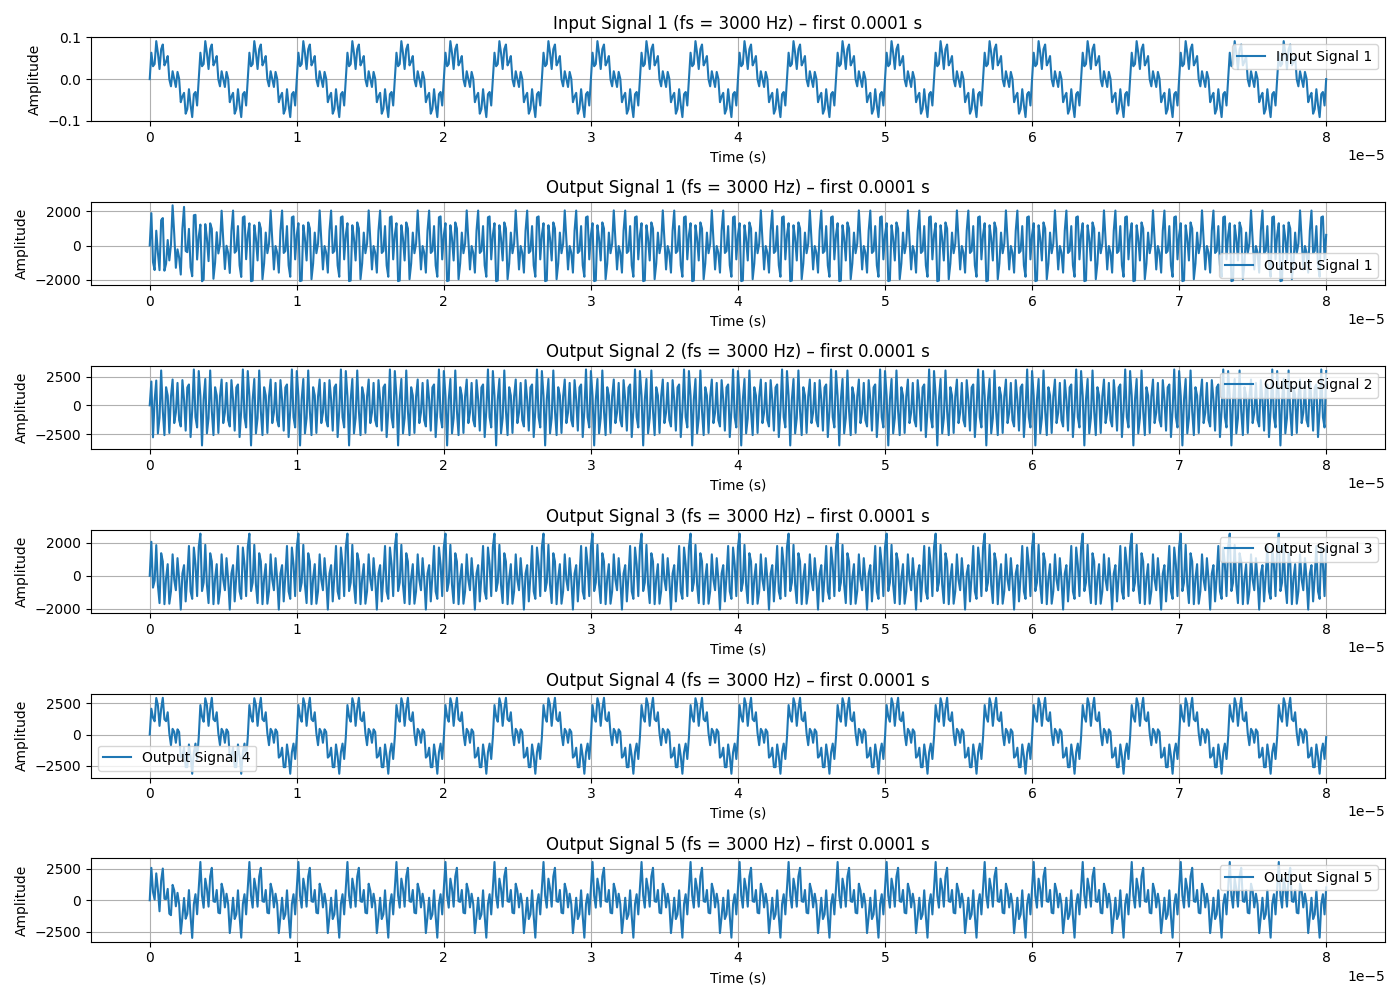 Input Signal 1 (fs = 3000 Hz) – first 0.0001 s
Amplitude
0.1
0.0
−0.1
Input Signal 1
0 1 2 3 4 5 6 7 8
1e−5
Time (s)
Output Signal 1 (fs = 3000 Hz) – first 0.0001 s
Amplitude
2000
0
−2000
Output Signal 1
0 1 2 3 4 5 6 7 8
1e−5
Time (s)
Output Signal 2 (fs = 3000 Hz) – first 0.0001 s
Amplitude
2500
0
−2500
Output Signal 2
0 1 2 3 4 5 6 7 8
1e−5
Time (s)
Output Signal 3 (fs = 3000 Hz) – first 0.0001 s
Amplitude
2000
0
−2000
Output Signal 3
0 1 2 3 4 5 6 7 8
1e−5
Time (s)
Output Signal 4 (fs = 3000 Hz) – first 0.0001 s
Amplitude
2500
0
−2500
Output Signal 4
0 1 2 3 4 5 6 7 8
1e−5
Time (s)
Output Signal 5 (fs = 3000 Hz) – first 0.0001 s
Amplitude
2500
0
−2500
Output Signal 5
0 1 2 3 4 5 6 7 8
1e−5
Time (s)